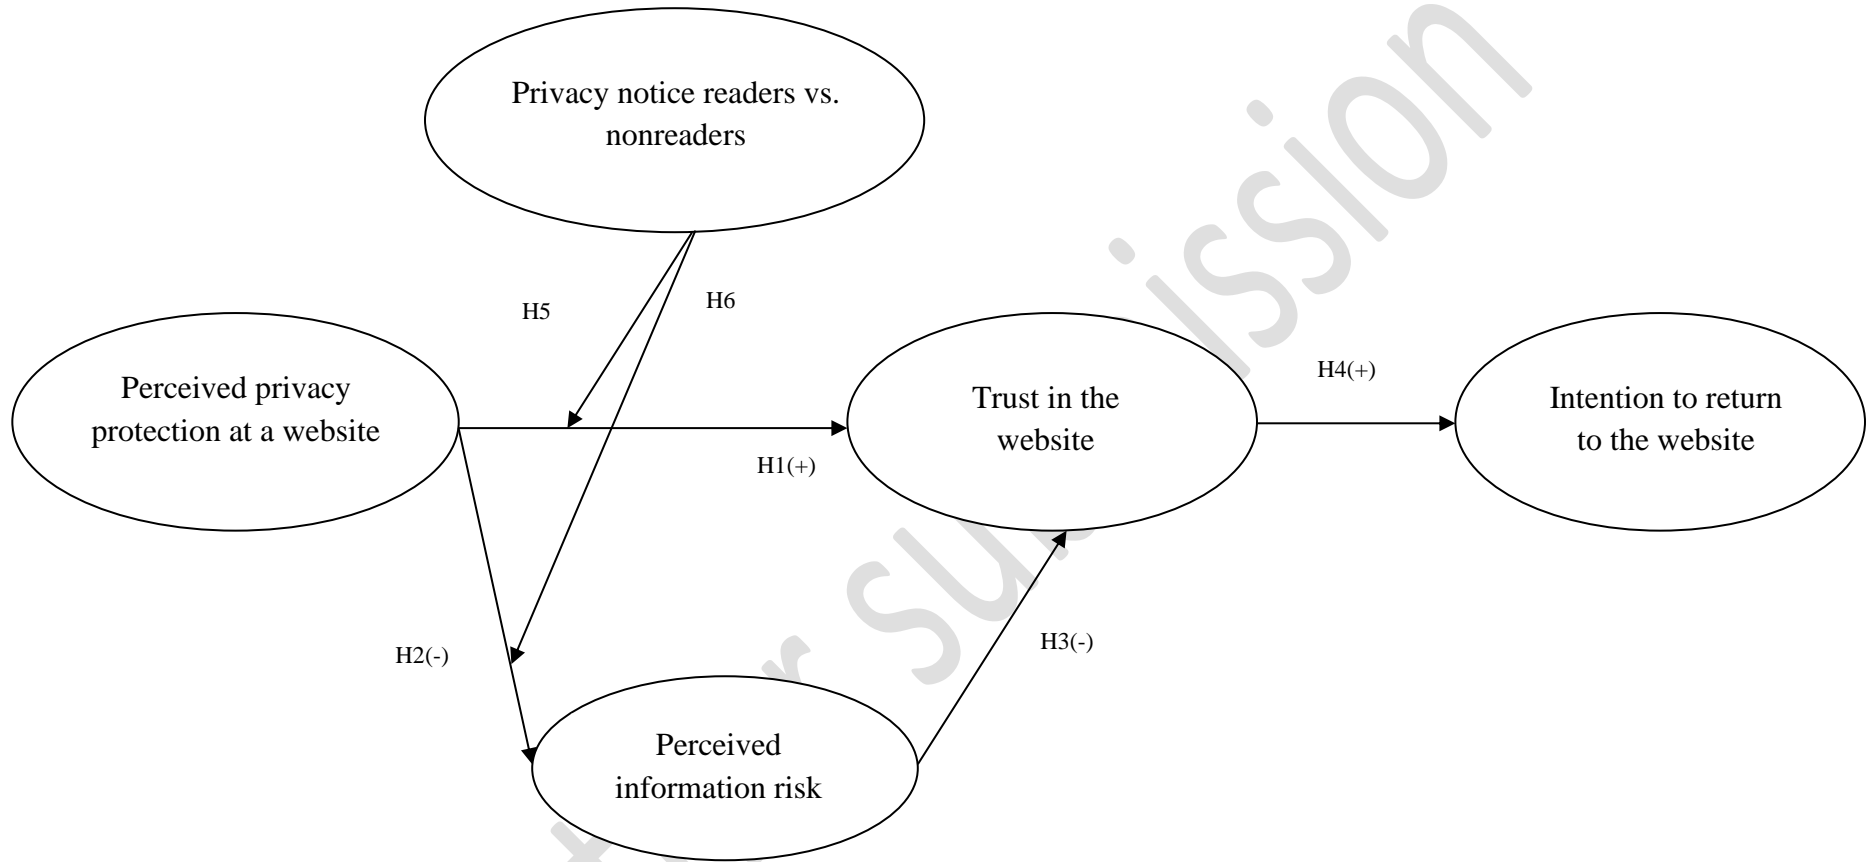 Privacy notice readers vs.
nonreaders
H5
H6
Perceived privacy
protection at a website
H1(+)
Trust in the
website
H4(+)
Intention to return
to the website
H2(-)
H3(-)
Perceived
information risk